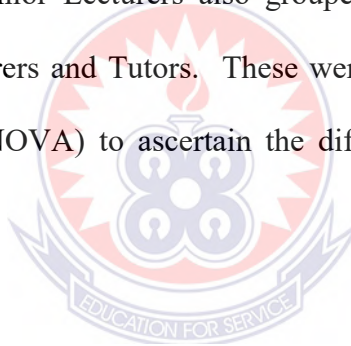 nior Lecturers also groupe
rers and Tutors. These wer
NOVA) to ascertain the dif
EDUCATION FOR SERVICE